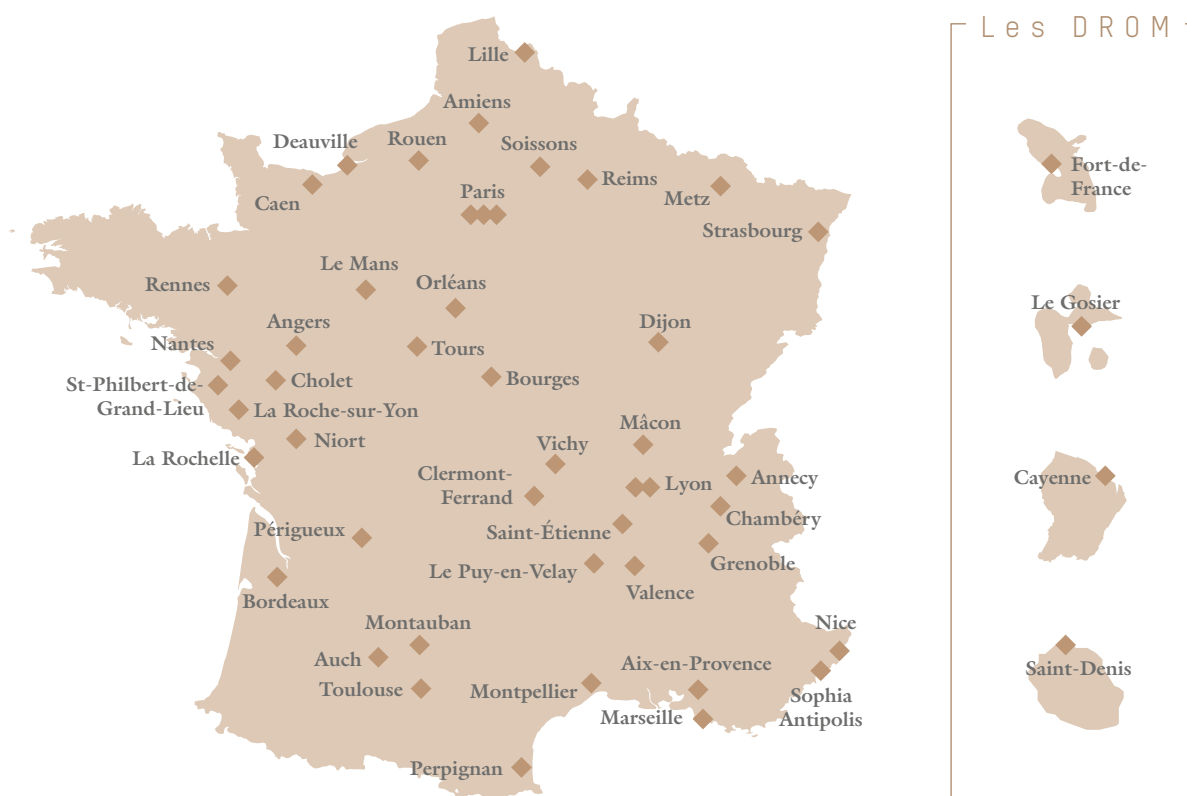 Les DROM
Lille
Amiens
Deauville
Rouen
Soissons
Reims
Metz
Caen
Paris
Strasbourg
Fort-de-
France
Rennes
Le Mans
Orléans
Le Gosier
Angers
Dijon
Nantes
Tours
St-Philbert-de-
Grand-Lieu
Cholet
Bourges
La Roche-sur-Yon
Niort
Mâcon
Vichy
La Rochelle
Clermont-
Ferrand
Lyon
Annecy
Cayenne
Chambéry
Périgueux
Saint-Étienne
Le Puy-en-Velay
Grenoble
Valence
Bordeaux
Montauban
Nice
Auch
Aix-en-Provence
Saint-Denis
Toulouse
Montpellier
Sophia
Antipolis
Marseille
Perpignan